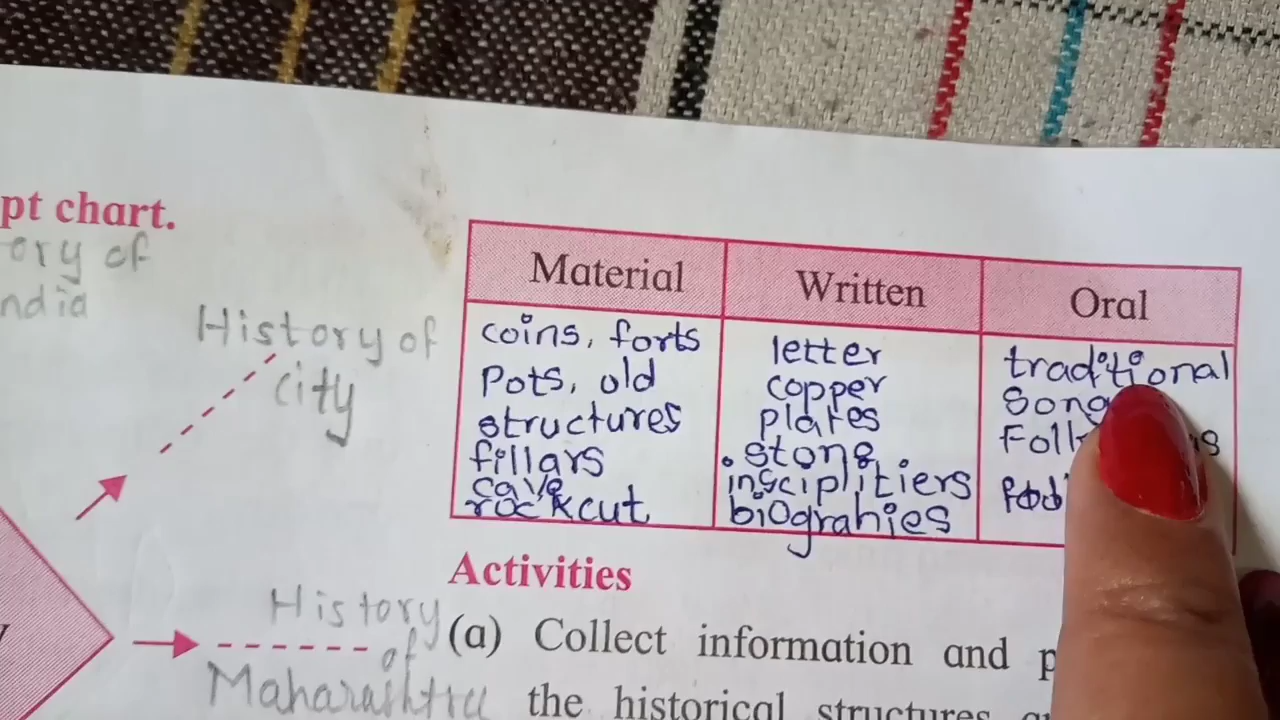 pt chart.
ory of
ndia
History of
city
Material
Written
Oral
coins, forts
Pots, old
structures
fillars
cave
rockcut
letter
copper
plates
stone
insciplitiers
biograhies
traditional
Song
Activities
History
of
Maharashtra
(a) Collect information and p
the historical structures